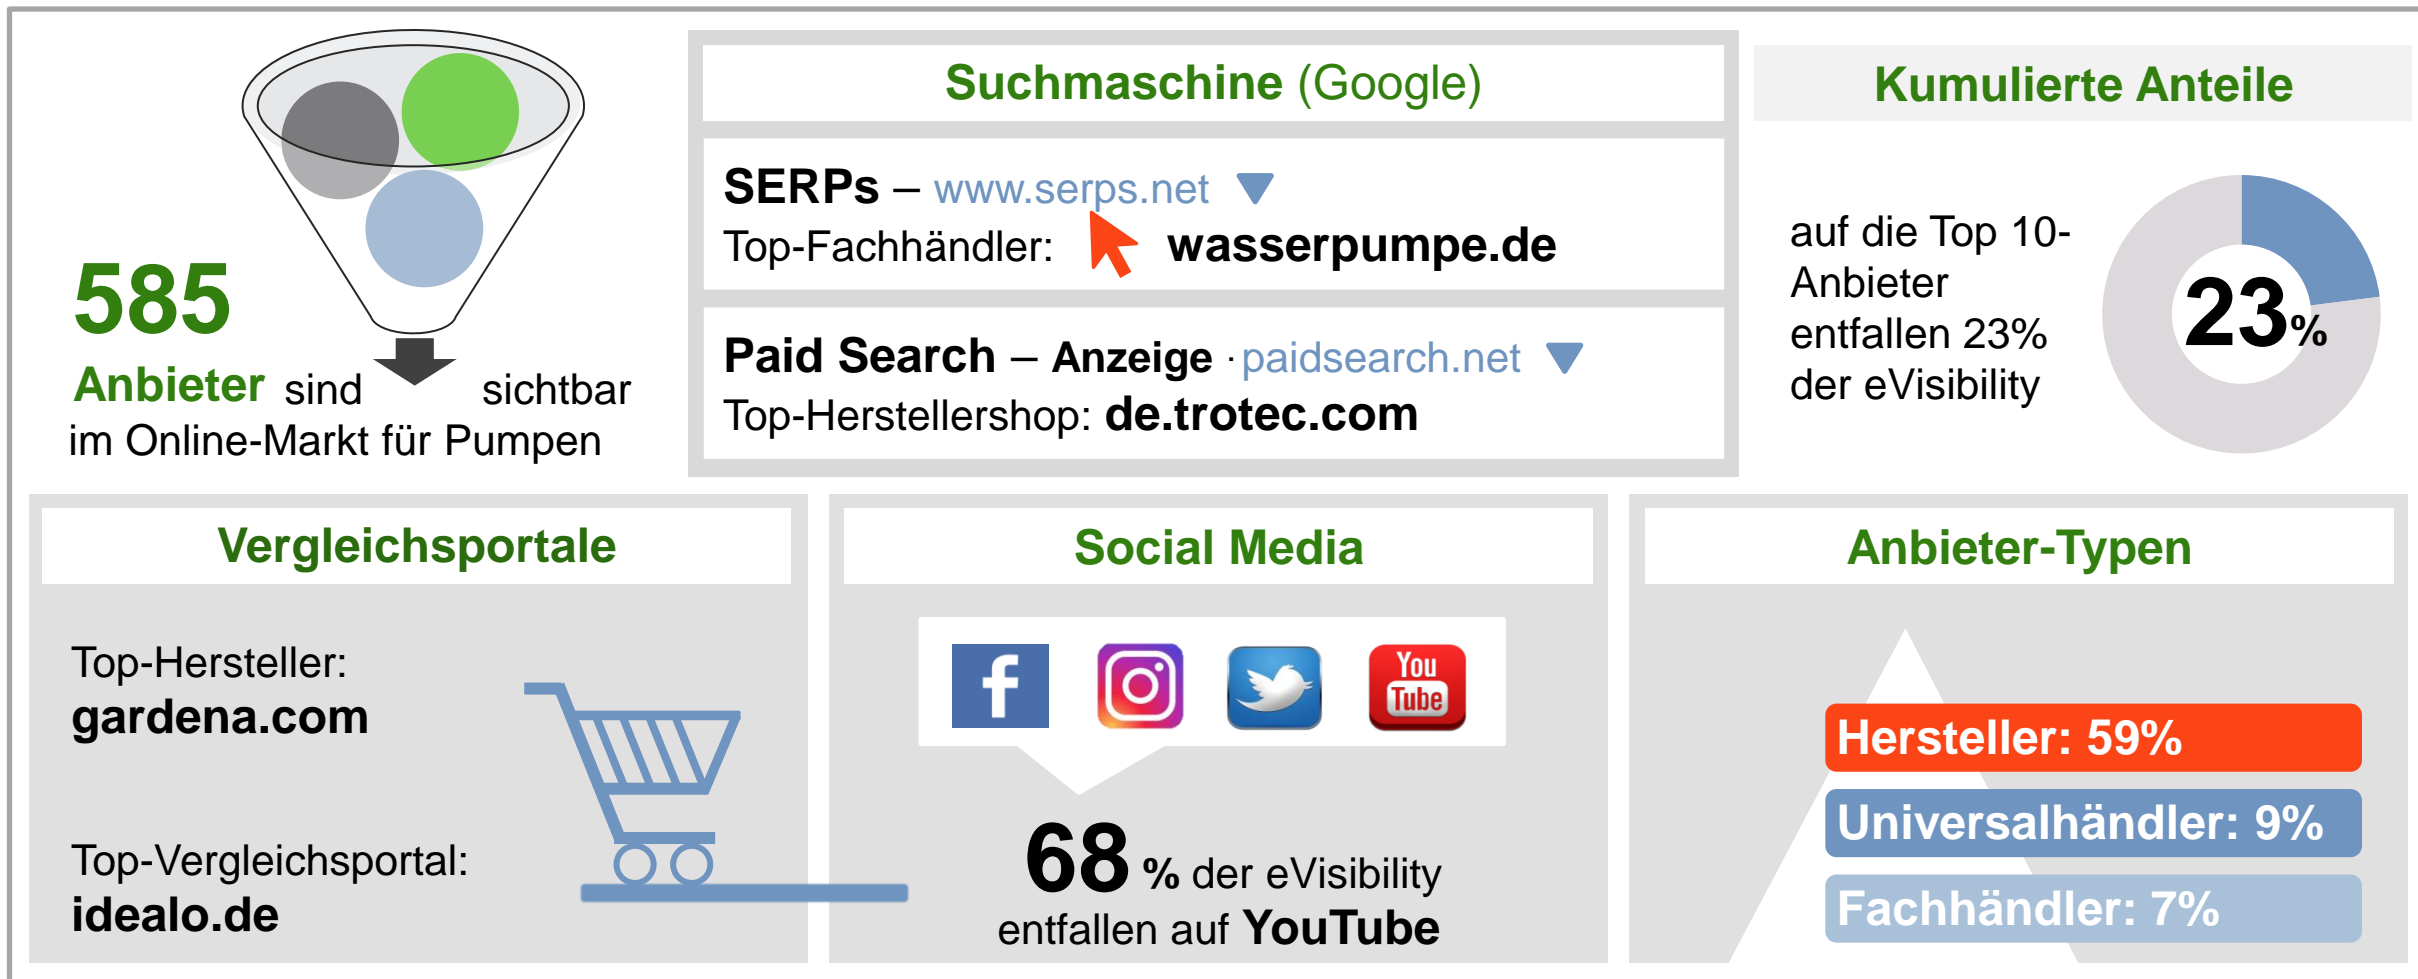 585
Anbieter sind sichtbar
im Online-Markt für Pumpen
Suchmaschine (Google)
SERPs – www.serps.net
Top-Fachhändler: wasserpumpe.de
Paid Search – Anzeige · paidsearch.net
Top-Herstellershop: de.trotec.com
Kumulierte Anteile
auf die Top 10-
Anbieter
entfallen 23%
der eVisibility
23%
Vergleichsportale
Top-Hersteller:
gardena.com
Top-Vergleichsportal:
idealo.de
Social Media
f
You
Tube
68 % der eVisibility
entfallen auf YouTube
Anbieter-Typen
Hersteller: 59%
Universalhändler: 9%
Fachhändler: 7%